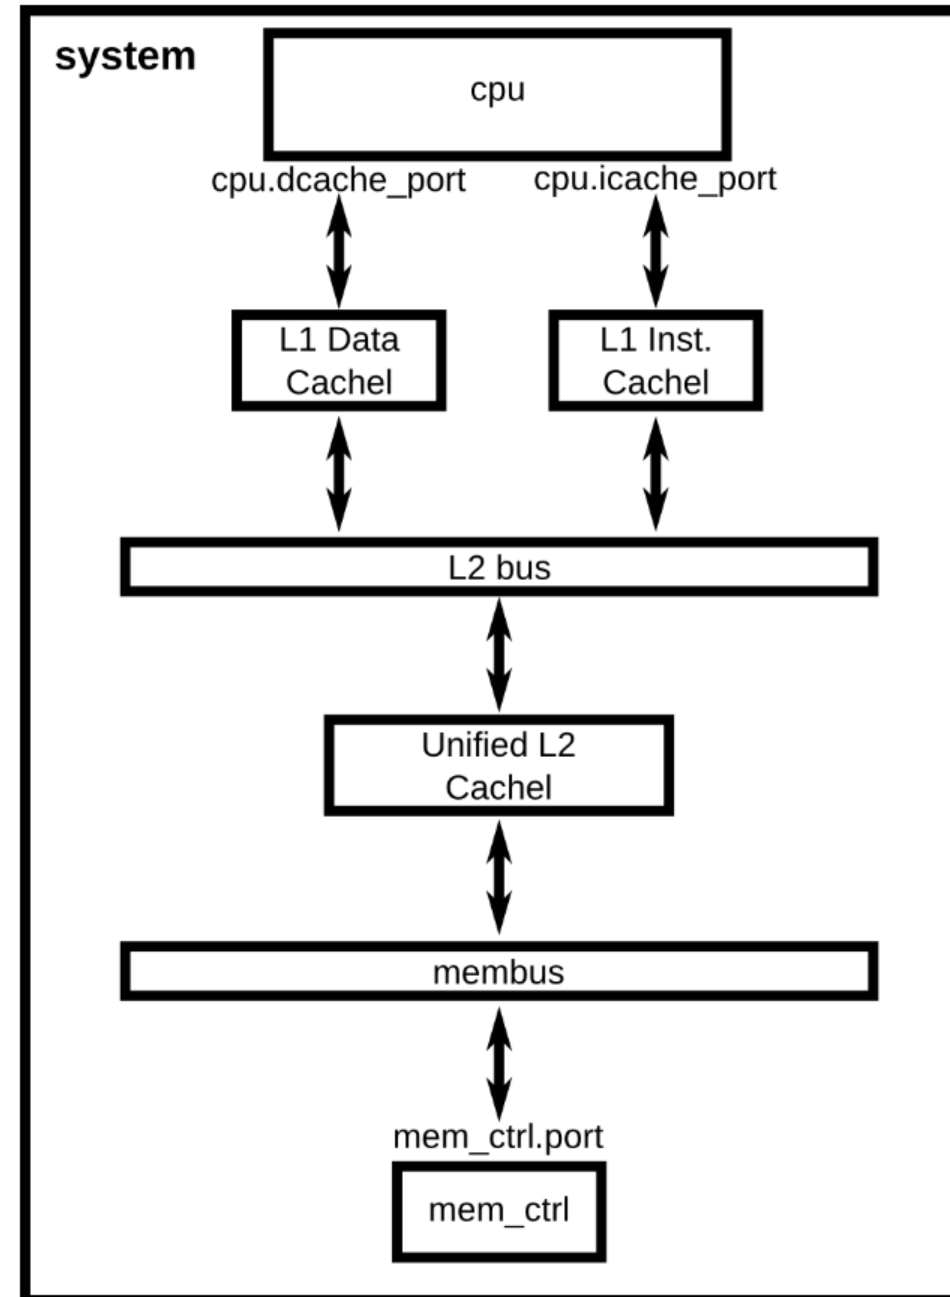 system
cpu
cpu.dcache_port
cpu.icache_port
L1 Data
Cachel
L1 Inst.
Cachel
L2 bus
Unified L2
Cachel
membus
mem_ctrl.port
mem_ctrl